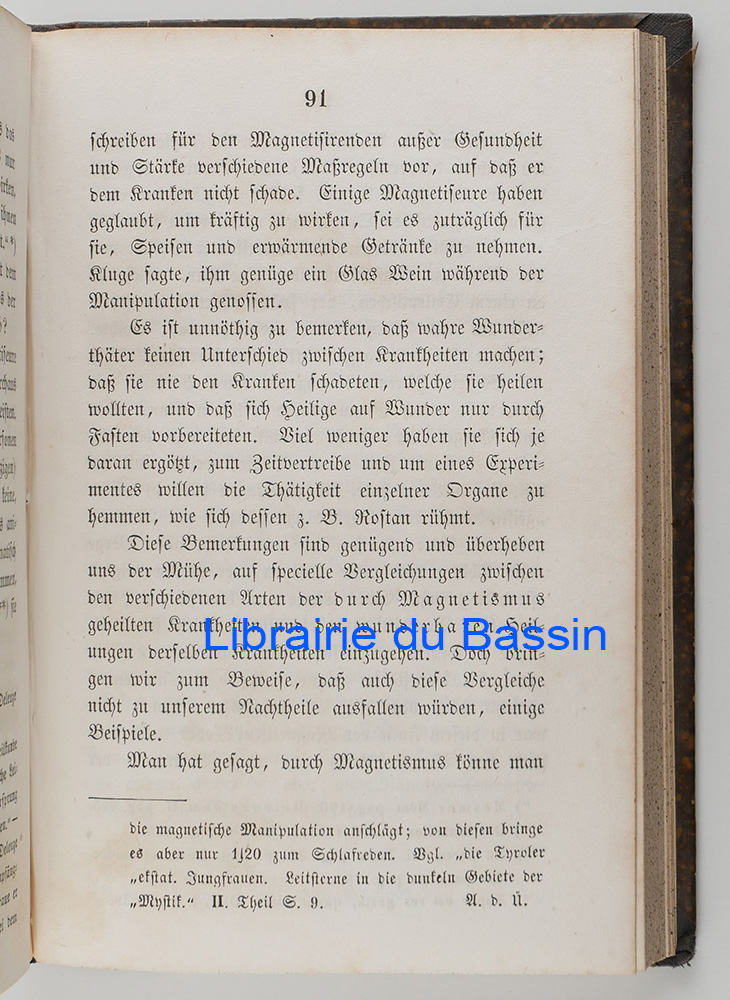 91
schreiben für den Magnetisirenden außer Gesundheit
und Stärke verschiedene Maßregeln vor, auf daß er
dem Kranken nicht schade. Einige Magnetiseure haben
geglaubt, um kräftig zu wirken, sei es zuträglich für
sie, Speisen und erwärmende Getränke zu nehmen.
Kluge sagte, ihm genüge ein Glas Wein während der
Manipulation genossen.
Es ist unnöthig zu bemerken, daß wahre Wunder-
thäter keinen Unterschied zwischen Krankheiten machen;
daß sie nie den Kranken schadeten, welche sie heilen
wollten, und daß sich Heilige auf Wunder nur durch
Fasten vorbereiteten. Viel weniger haben sie sich je
daran ergötzt, zum Zeitvertreibe und um eines Experi-
mentes willen die Thätigkeit einzelner Organe zu
hemmen, wie sich dessen z. B. Rostan rühmt.
Diese Bemerkungen sind genügend und überheben
uns der Mühe, auf specielle Vergleichungen zwischen
den verschiedenen Arten der durch Magnetismus
geheilten Krankheiten und den wunderbaren Heil-
ungen derselben Krankheiten einzugehen. Doch brin-
gen wir zum Beweise, daß auch diese Vergleiche
nicht zu unserem Nachtheile ausfallen würden, einige
Beispiele.
Man hat gesagt, durch Magnetismus könne man
die magnetische Manipulation anschlägt; von diesen bringe
es aber nur 1/20 zum Schlafreden. Vgl. „die Tyroler
„ekstat. Jungfrauen. Leitsterne in die dunkeln Gebiete der
„Mystik.“ II. Theil S. 9. A. d. Ü.
Librairie du Bassin